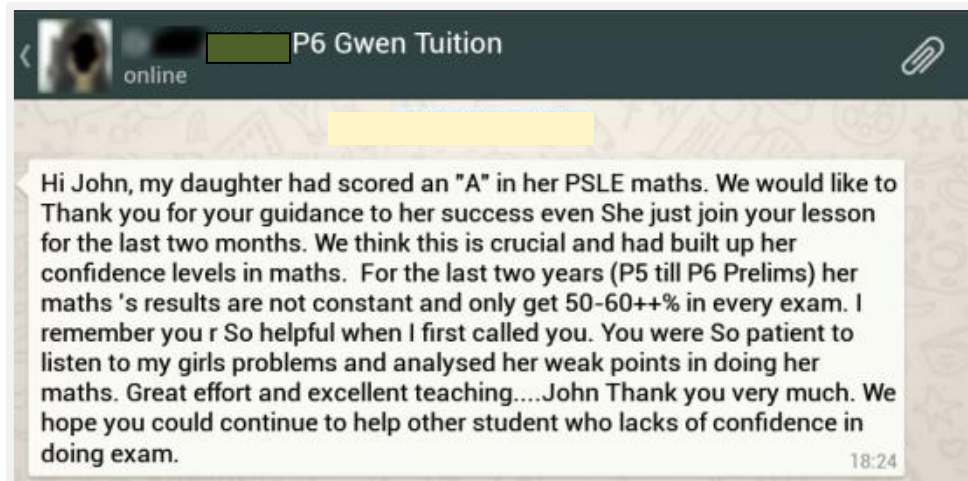 P6 Gwen Tuition
online
Hi John, my daughter had scored an "A" in her PSLE maths. We would like to
Thank you for your guidance to her success even She just join your lesson
for the last two months. We think this is crucial and had built up her
confidence levels in maths.  For the last two years (P5 till P6 Prelims) her
maths 's results are not constant and only get 50-60++% in every exam. I
remember you r So helpful when I first called you. You were So patient to
listen to my girls problems and analysed her weak points in doing her
maths. Great effort and excellent teaching....John Thank you very much. We
hope you could continue to help other student who lacks of confidence in
doing exam.
18:24